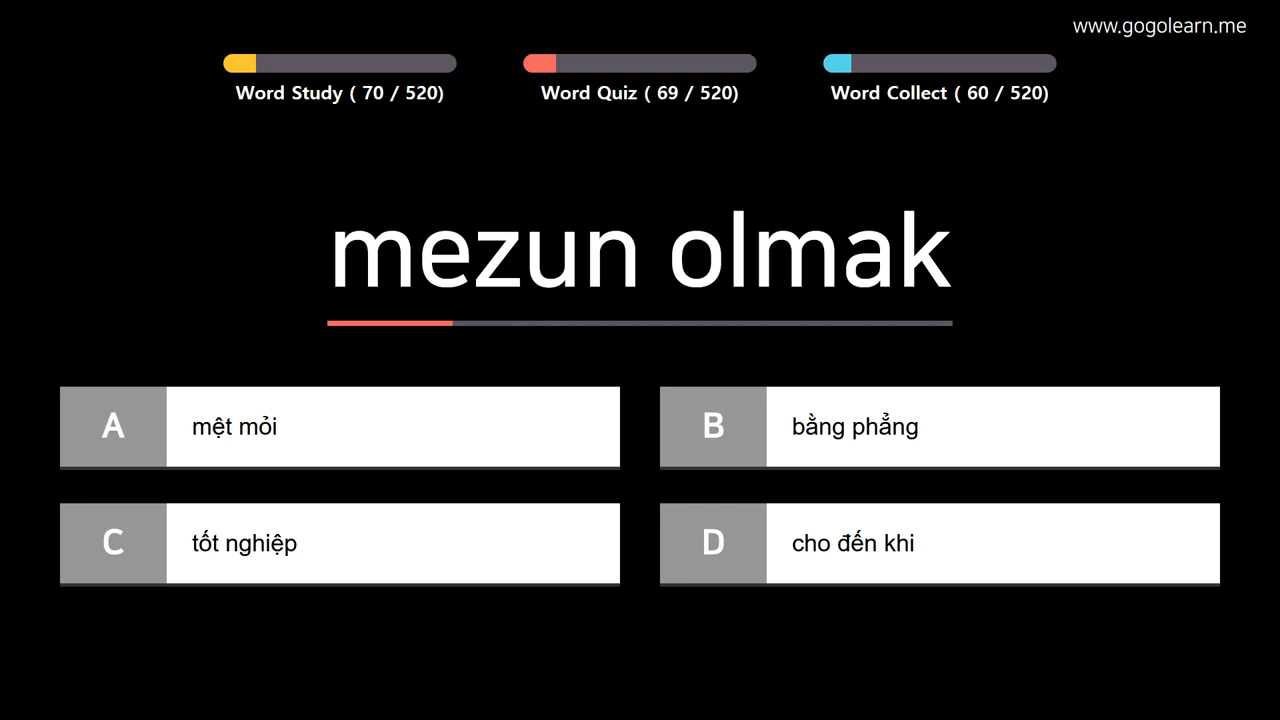 www.gogolearn.me
Word Study ( 70 / 520)
Word Quiz ( 69 / 520)
Word Collect ( 60 / 520)
mezun olmak
A mệt mỏi
B bằng phẳng
C tốt nghiệp
D cho đến khi